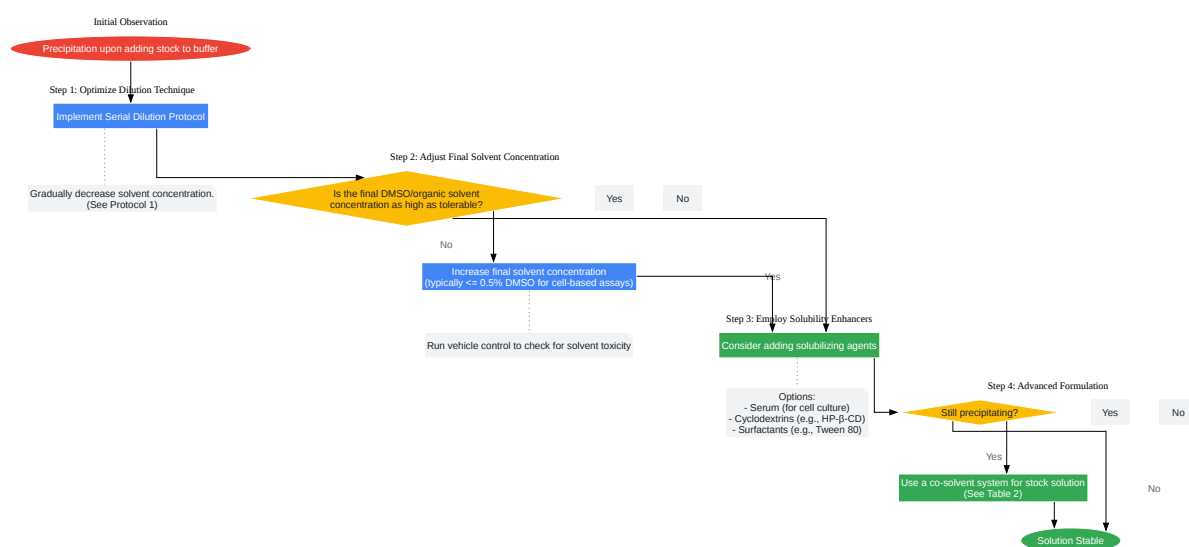 Initial Observation
Precipitation upon adding stock to buffer
Step 1: Optimize Dilution Technique
Implement Serial Dilution Protocol
Gradually decrease solvent concentration.
(See Protocol 1)
Step 2: Adjust Final Solvent Concentration
Is the final DMSO/organic solvent
concentration as high as tolerable?
Yes
No
No
Increase final solvent concentration
(typically <= 0.5% DMSO for cell-based assays)
Yes
Run vehicle control to check for solvent toxicity
Step 3: Employ Solubility Enhancers
Consider adding solubilizing agents
Options:
- Serum (for cell culture)
- Cyclodextrins (e.g., HP-β-CD)
- Surfactants (e.g., Tween 80)
Step 4: Advanced Formulation
Still precipitating?
Yes
No
Yes
Use a co-solvent system for stock solution
(See Table 2)
No
Solution Stable